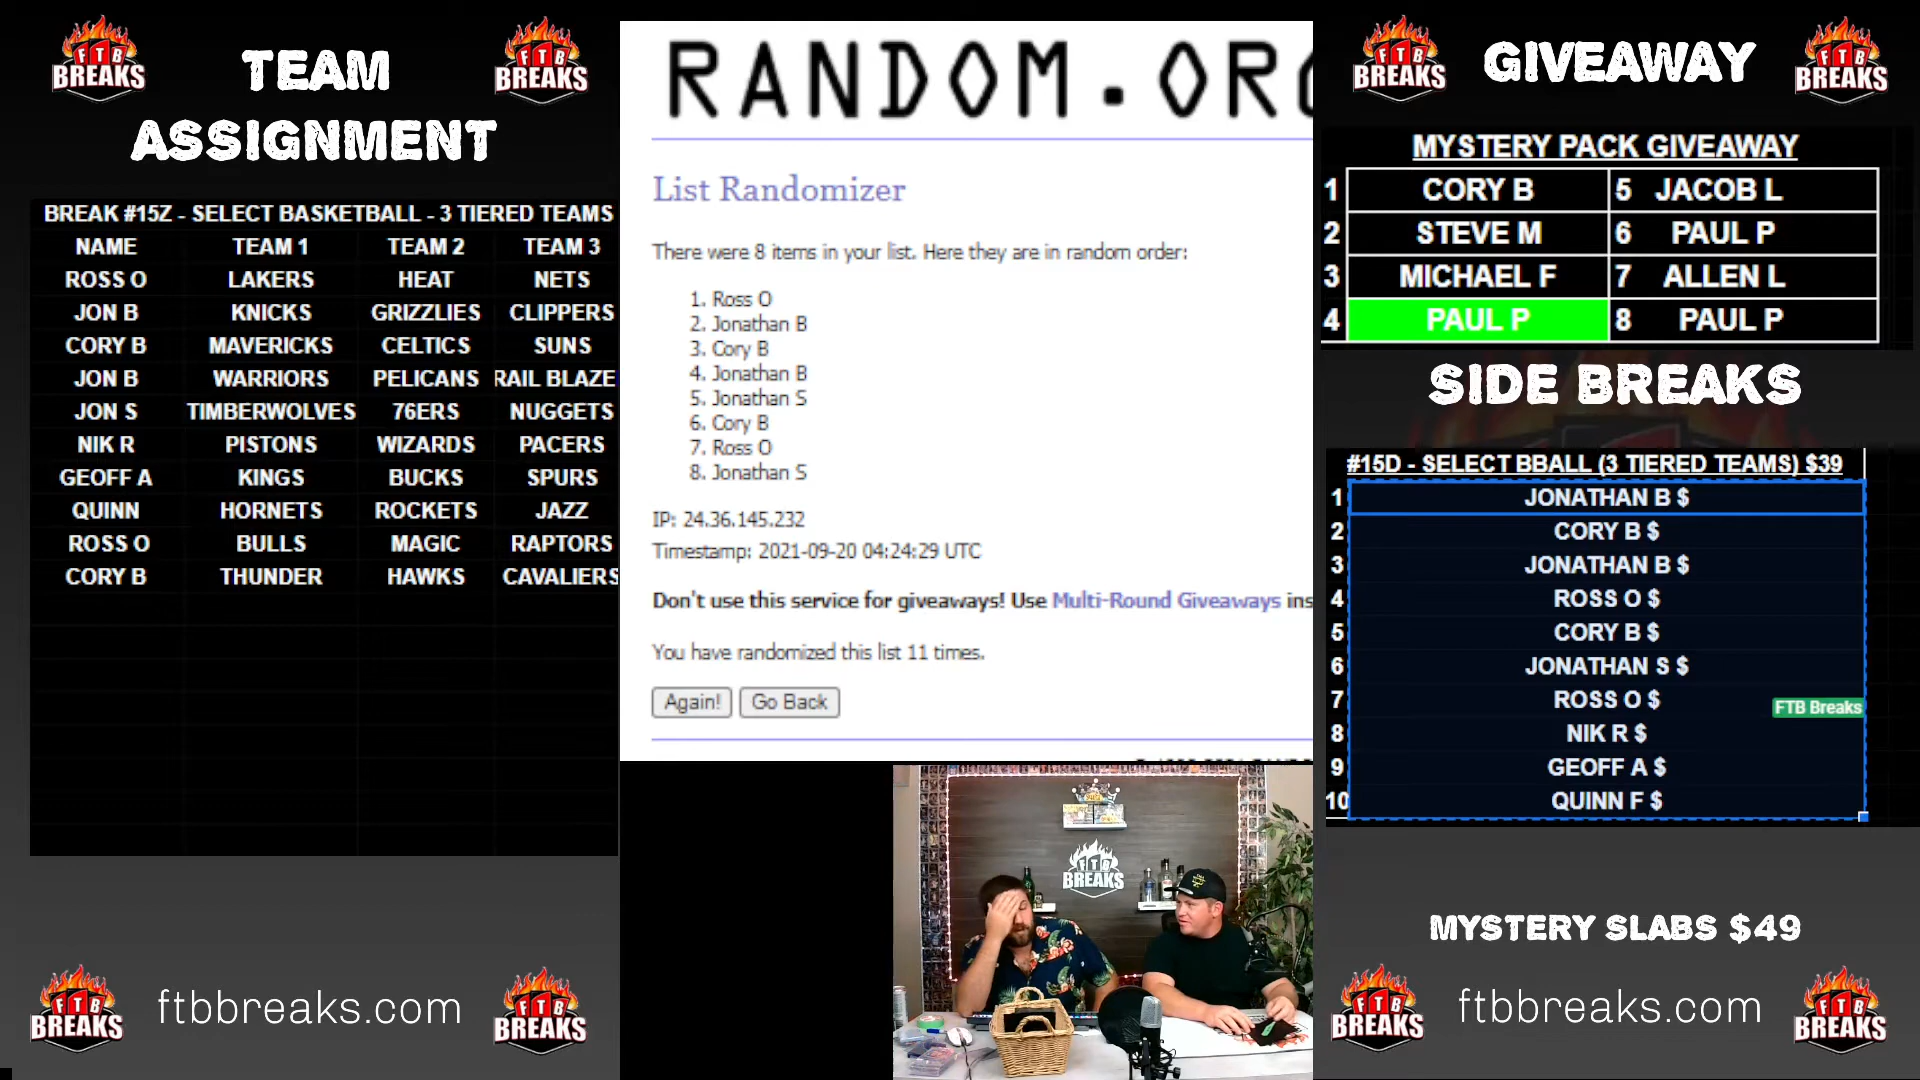 FTB
BREAKS
TEAM
ASSIGNMENT
FTB
BREAKS
BREAK #15Z - SELECT BASKETBALL - 3 TIERED TEAMS
NAME TEAM 1 TEAM 2 TEAM 3
ROSS O LAKERS HEAT NETS
JON B KNICKS GRIZZLIES CLIPPERS
CORY B MAVERICKS CELTICS SUNS
JON B WARRIORS PELICANS RAIL BLAZE
JON S TIMBERWOLVES 76ERS NUGGETS
NIK R PISTONS WIZARDS PACERS
GEOFF A KINGS BUCKS SPURS
QUINN HORNETS ROCKETS JAZZ
ROSS O BULLS MAGIC RAPTORS
CORY B THUNDER HAWKS CAVALIERS
FTB
BREAKS
ftbbreaks.com
FTB
BREAKS
RANDOM.ORG
List Randomizer
There were 8 items in your list. Here they are in random order:
1. Ross O
2. Jonathan B
3. Cory B
4. Jonathan B
5. Jonathan S
6. Cory B
7. Ross O
8. Jonathan S
IP: 24.36.145.232
Timestamp: 2021-09-20 04:24:29 UTC
Don't use this service for giveaways! Use Multi-Round Giveaways ins
You have randomized this list 11 times.
Again! Go Back
FTB
BREAKS
FTB
BREAKS
GIVEAWAY
FTB
BREAKS
MYSTERY PACK GIVEAWAY
1 CORY B 5 JACOB L
2 STEVE M 6 PAUL P
3 MICHAEL F 7 ALLEN L
4 PAUL P 8 PAUL P
SIDE BREAKS
#15D - SELECT BBALL (3 TIERED TEAMS) $39
1 JONATHAN B $
2 CORY B $
3 JONATHAN B $
4 ROSS O $
5 CORY B $
6 JONATHAN S $
7 ROSS O $
FTB Breaks
8 NIK R $
9 GEOFF A $
10 QUINN F $
MYSTERY SLABS $49
FTB
BREAKS
ftbbreaks.com
FTB
BREAKS